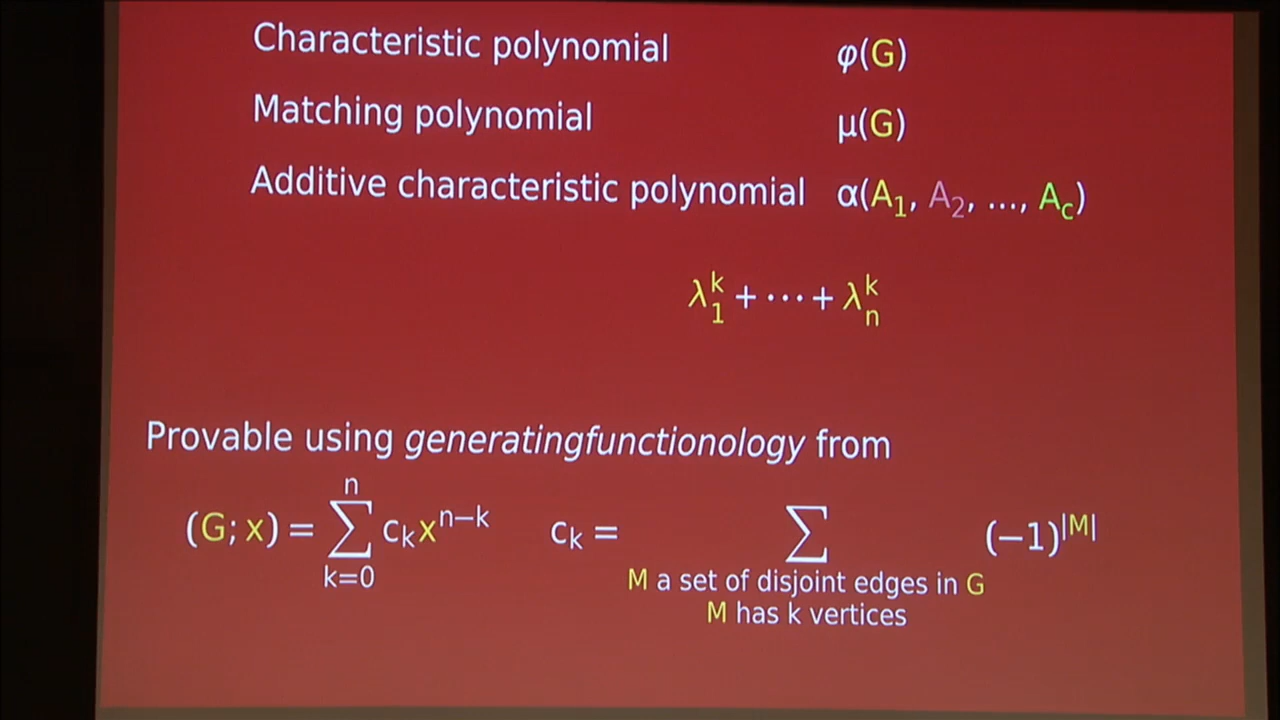 Characteristic polynomial φ(G)
Matching polynomial μ(G)
Additive characteristic polynomial α(A₁, A₂, ..., A_c)
λ₁ᵏ + ··· + λₙᵏ
Provable using generatingfunctionology from
(G; x) = ∑_{k=0}^{n} c_k x^{n−k} c_k = ∑ (−1)^{|M|}
M a set of disjoint edges in G
M has k vertices